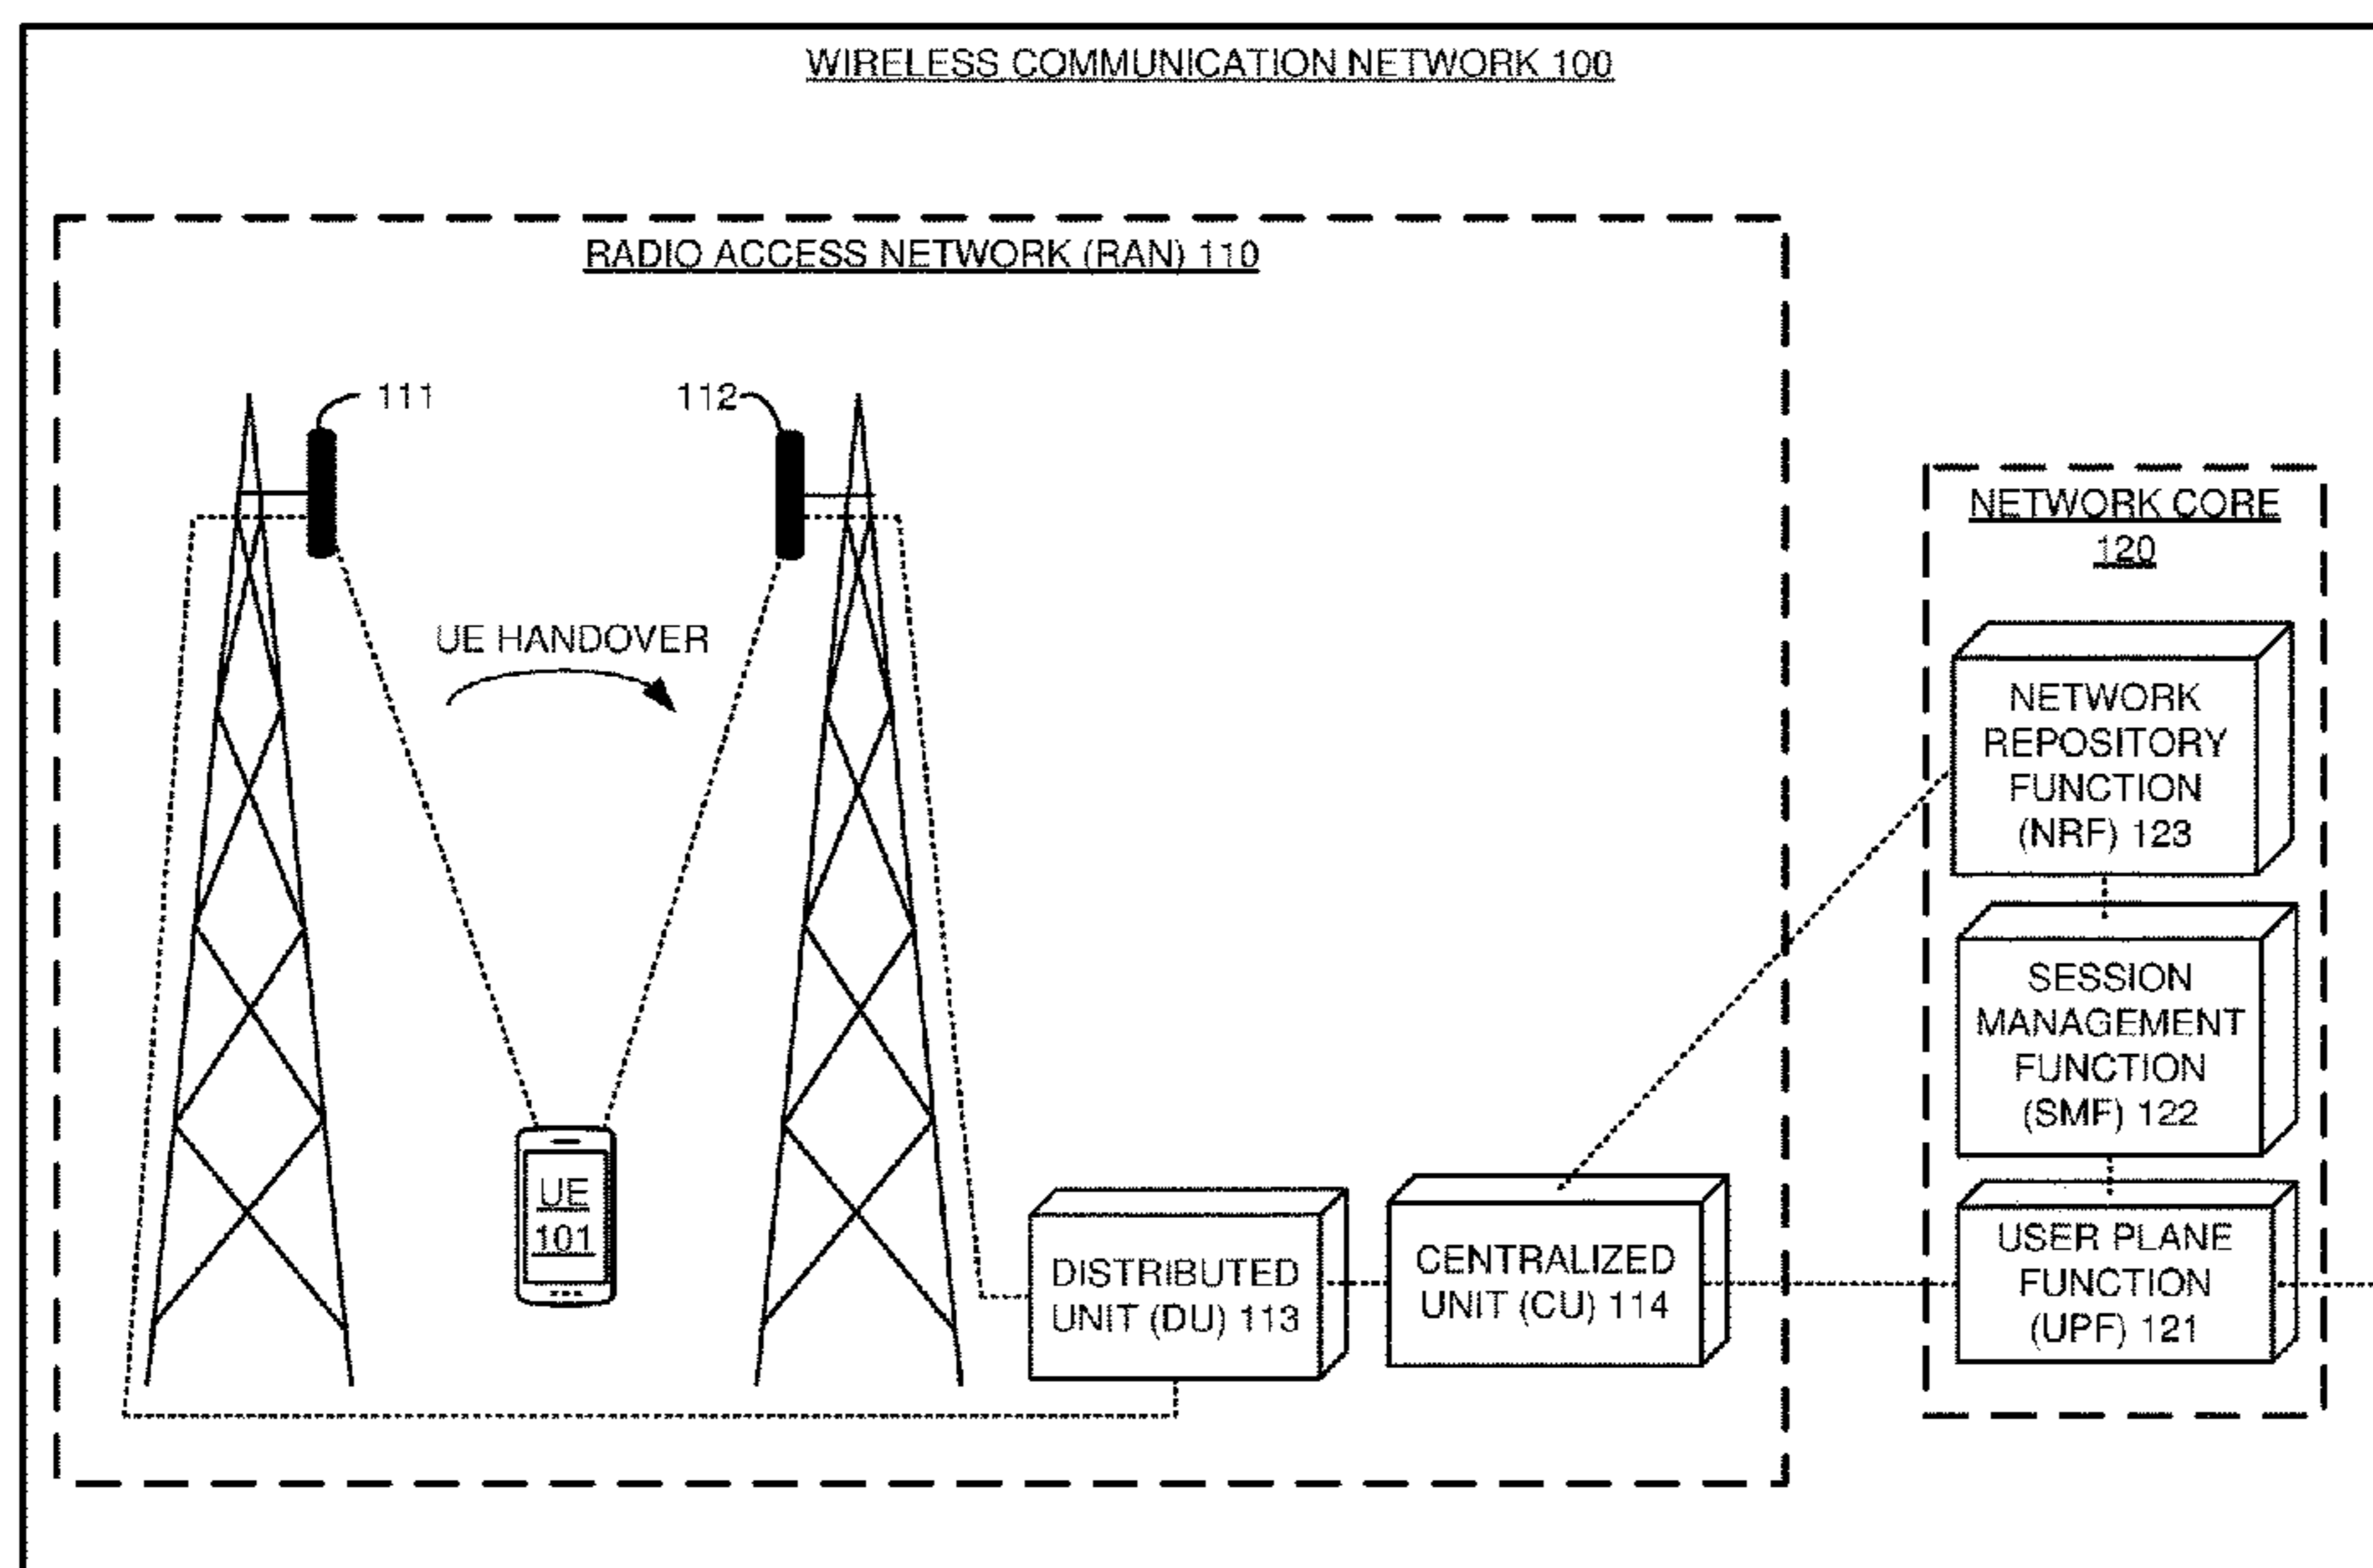 WIRELESS COMMUNICATION NETWORK 100
RADIO ACCESS NETWORK (RAN) 110
111
112
UE HANDOVER
UE
101
DISTRIBUTED
UNIT (DU) 113
CENTRALIZED
UNIT (CU) 114
NETWORK CORE
120
NETWORK
REPOSITORY
FUNCTION
(NRF) 123
SESSION
MANAGEMENT
FUNCTION
(SMF) 122
USER PLANE
FUNCTION
(UPF) 121